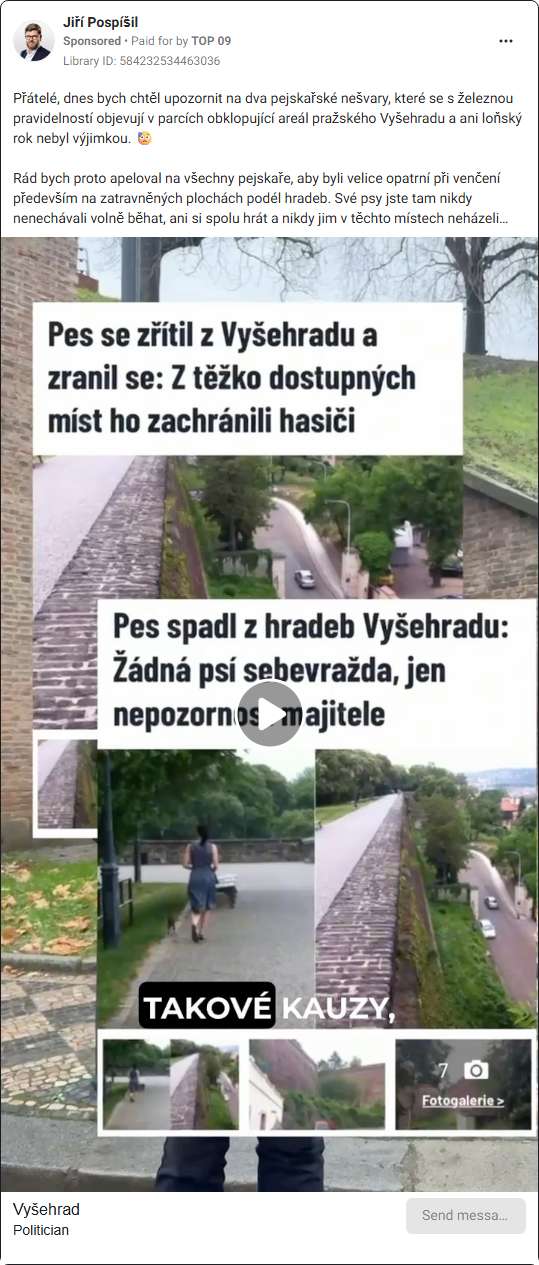 Jiří Pospíšil
Sponsored • Paid for by TOP 09
Library ID: 584232534463036
Přátelé, dnes bych chtěl upozornit na dva pejskařské nešvary, které se s železnou
pravidelností objevují v parcích obklopující areál pražského Vyšehradu a ani loňský
rok nebyl výjimkou. 😰
Rád bych proto apeloval na všechny pejskaře, aby byli velice opatrní při venčení
především na zatravněných plochách podél hradeb. Své psy jste tam nikdy
nenechávali volně běhat, ani si spolu hrát a nikdy jim v těchto místech neházeli...
Pes se zřítil z Vyšehradu a
zranil se: Z těžko dostupných
míst ho zachránili hasiči
Pes spadl z hradeb Vyšehradu:
Žádná psí sebevražda, jen
nepozornost majitele
TAKOVÉ KAUZY,
7
Fotogalerie >
Vyšehrad
Politician
Send messa...